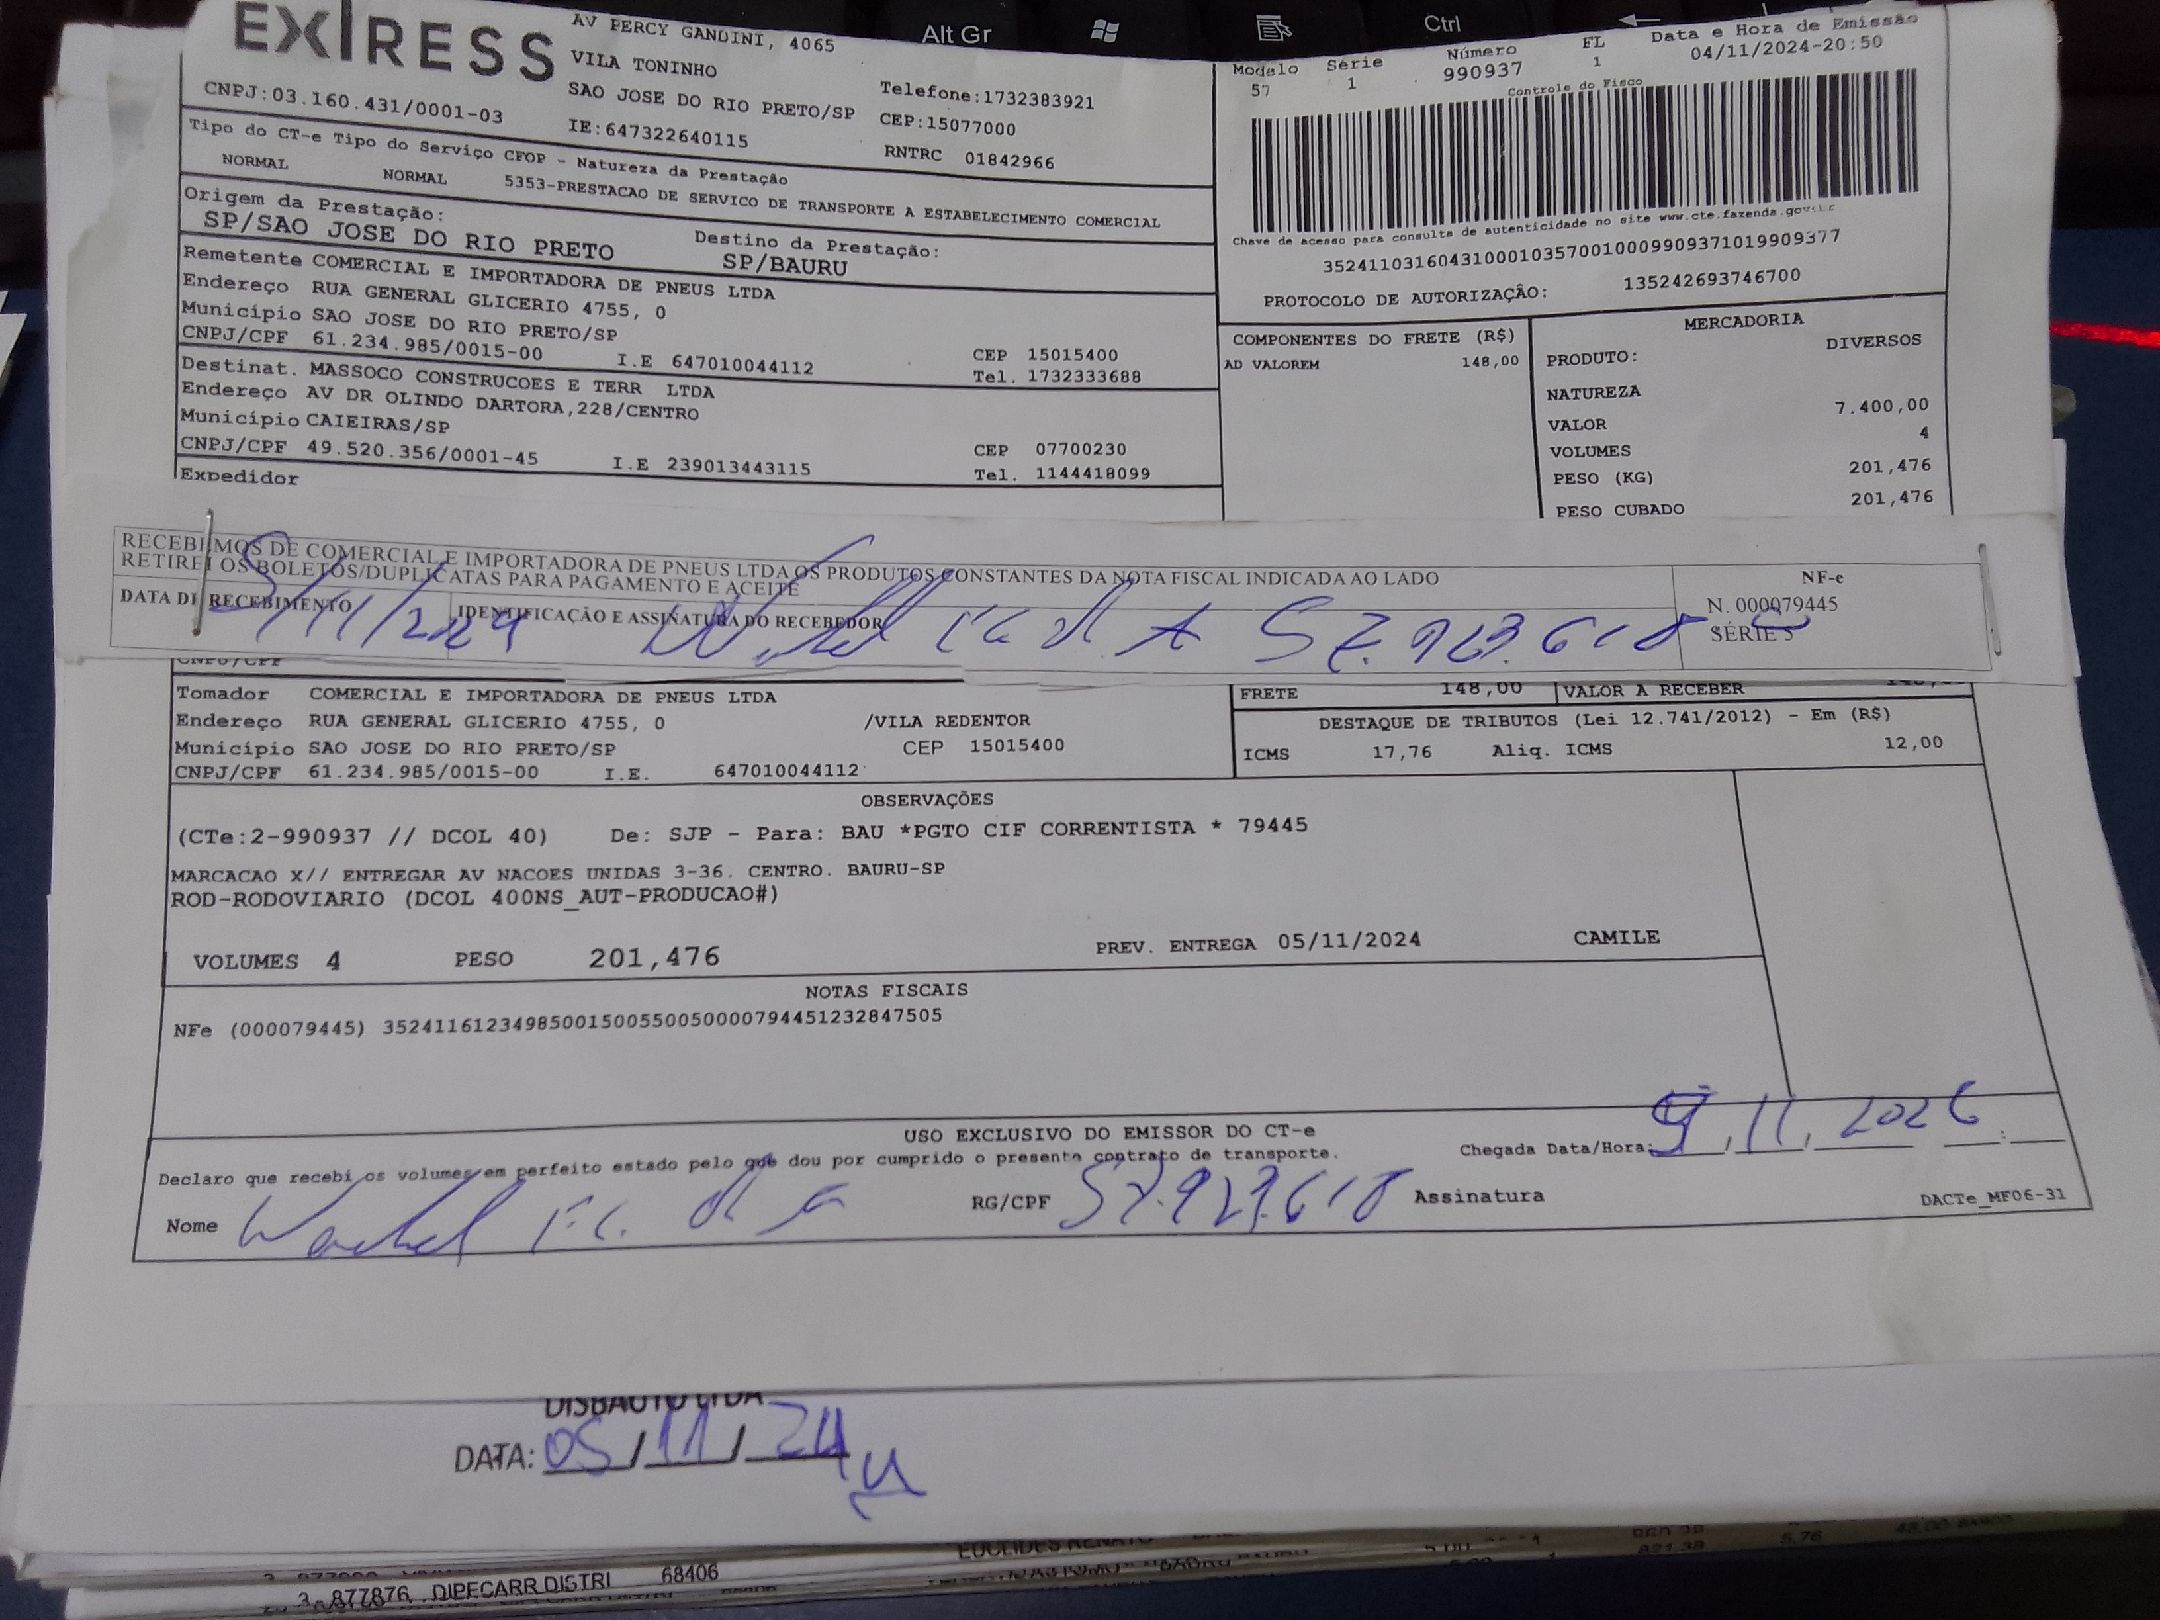 Alt Gr
Ctrl
EXIRESS
AV PERCY GANDINI, 4065
VILA TONINHO
SAO JOSE DO RIO PRETO/SP
Telefone:1732383921
CNPJ:03.160.431/0001-03
IE:647322640115
CEP:15077000
RNTRC 01842966
Modelo Série Número FL Data e Hora de Emissão
57 1 990937 1 04/11/2024-20:50
Controle do Fisco
Tipo do CT-e Tipo do Serviço CFOP - Natureza da Prestação
NORMAL NORMAL 5353-PRESTACAO DE SERVICO DE TRANSPORTE A ESTABELECIMENTO COMERCIAL
Chave de acesso para consulta de autenticidade no site www.cte.fazenda.gov.br
35241103160431000103570010009909371019909377
PROTOCOLO DE AUTORIZAÇÃO: 135242693746700
Origem da Prestação:
SP/SAO JOSE DO RIO PRETO
Destino da Prestação:
SP/BAURU
Remetente COMERCIAL E IMPORTADORA DE PNEUS LTDA
Endereço RUA GENERAL GLICERIO 4755, 0
Município SAO JOSE DO RIO PRETO/SP
CEP 15015400
CNPJ/CPF 61.234.985/0015-00 I.E 647010044112 Tel. 1732333688
Destinat. MASSOCO CONSTRUCOES E TERR LTDA
Endereço AV DR OLINDO DARTORA,228/CENTRO
Município CAIEIRAS/SP
CEP 07700230
CNPJ/CPF 49.520.356/0001-45 I.E 239013443115 Tel. 1144418099
Expedidor
COMPONENTES DO FRETE (R$)
AD VALOREM 148,00
MERCADORIA
PRODUTO: DIVERSOS
NATUREZA
VALOR 7.400,00
VOLUMES 4
PESO (KG) 201,476
PESO CUBADO 201,476
RECEBEMOS DE COMERCIAL E IMPORTADORA DE PNEUS LTDA OS PRODUTOS CONSTANTES DA NOTA FISCAL INDICADA AO LADO
RETIREI OS BOLETOS/DUPLICATAS PARA PAGAMENTO E ACEITE
DATA DE RECEBIMENTO
IDENTIFICAÇÃO E ASSINATURA DO RECEBEDOR
NF-e
N. 000079445
SÉRIE 5
CNPJ/CPF
Tomador COMERCIAL E IMPORTADORA DE PNEUS LTDA
Endereço RUA GENERAL GLICERIO 4755, 0 /VILA REDENTOR
Município SAO JOSE DO RIO PRETO/SP CEP 15015400
CNPJ/CPF 61.234.985/0015-00 I.E. 647010044112
FRETE 148,00 VALOR A RECEBER
DESTAQUE DE TRIBUTOS (Lei 12.741/2012) - Em (R$)
ICMS 17,76 Aliq. ICMS 12,00
OBSERVAÇÕES
(CTe:2-990937 // DCOL 40) De: SJP - Para: BAU *PGTO CIF CORRENTISTA * 79445
MARCACAO X// ENTREGAR AV NACOES UNIDAS 3-36. CENTRO. BAURU-SP
ROD-RODOVIARIO (DCOL 400NS_AUT-PRODUCAO#)
VOLUMES 4 PESO 201,476 PREV. ENTREGA 05/11/2024 CAMILE
NOTAS FISCAIS
NFe (000079445) 35241161234985001500550050000794451232847505
USO EXCLUSIVO DO EMISSOR DO CT-e
Declaro que recebi os volumes em perfeito estado pelo que dou por cumprido o presente contrato de transporte.
Chegada Data/Hora:
Nome RG/CPF Assinatura
DACTe_MF06-31
DISBAUTO LTDA
DATA: 05/11/24
3 877876 DIPECARR DISTRI 68406